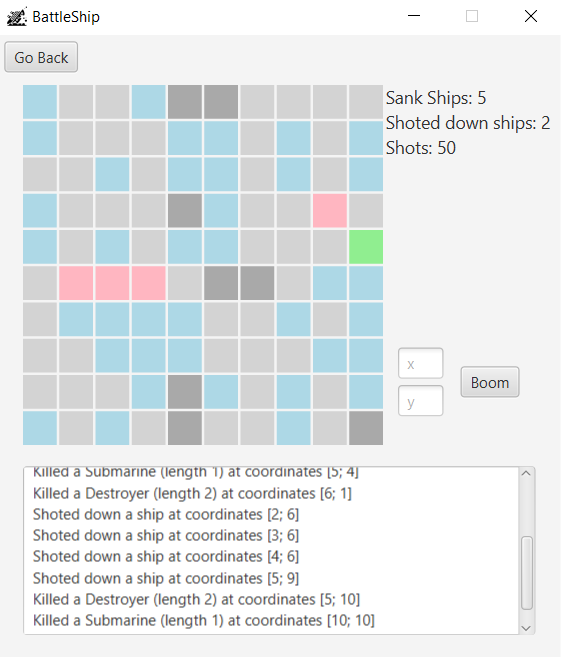 BattleShip
Go Back
Sank Ships: 5
Shoted down ships: 2
Shots: 50
x
y
Boom
Killed a Submarine (length 1) at coordinates [5; 4]
Killed a Destroyer (length 2) at coordinates [6; 1]
Shoted down a ship at coordinates [2; 6]
Shoted down a ship at coordinates [3; 6]
Shoted down a ship at coordinates [4; 6]
Shoted down a ship at coordinates [5; 9]
Killed a Destroyer (length 2) at coordinates [5; 10]
Killed a Submarine (length 1) at coordinates [10; 10]